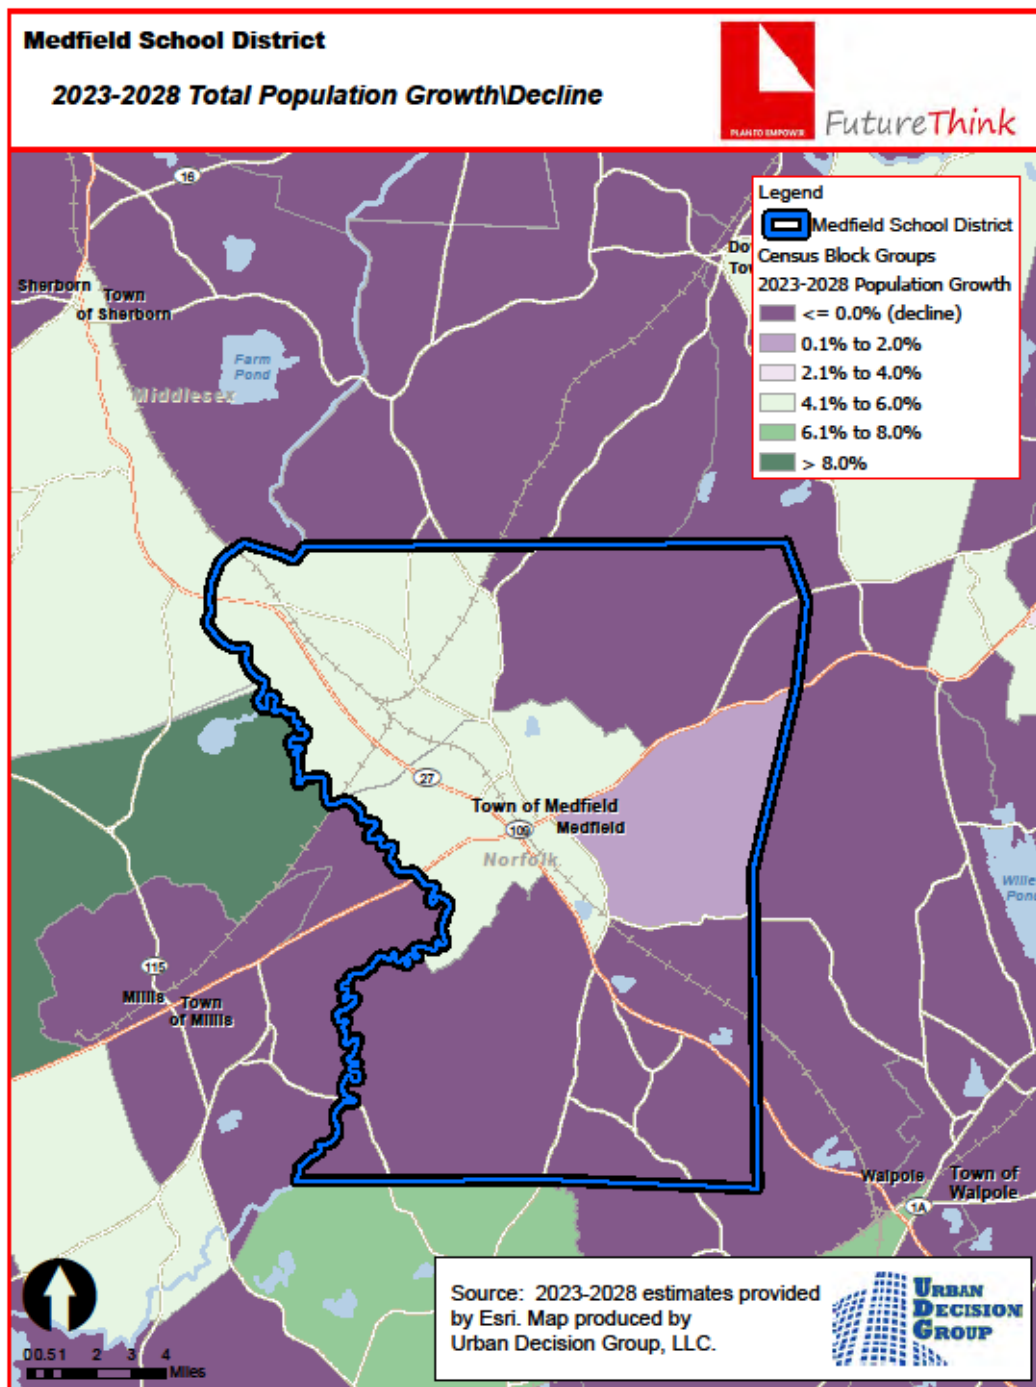 Medfield School District
2023-2028 Total Population Growth\Decline
PLAN TO EMPOWER
FutureThink
Legend
Medfield School District
Census Block Groups
2023-2028 Population Growth
<= 0.0% (decline)
0.1% to 2.0%
2.1% to 4.0%
4.1% to 6.0%
6.1% to 8.0%
> 8.0%
16
Do
Tow
Sherborn
Town
of Sherborn
Farm
Pond
Middlesex
27
Town of Medfield
109
Medfield
Norfolk
Wille
Pond
115
Millis
Town
of Millis
Walpole
Town of
Walpole
1A
0 0.5 1 2 3 4
Miles
Source: 2023-2028 estimates provided
by Esri. Map produced by
Urban Decision Group, LLC.
URBAN
DECISION
GROUP